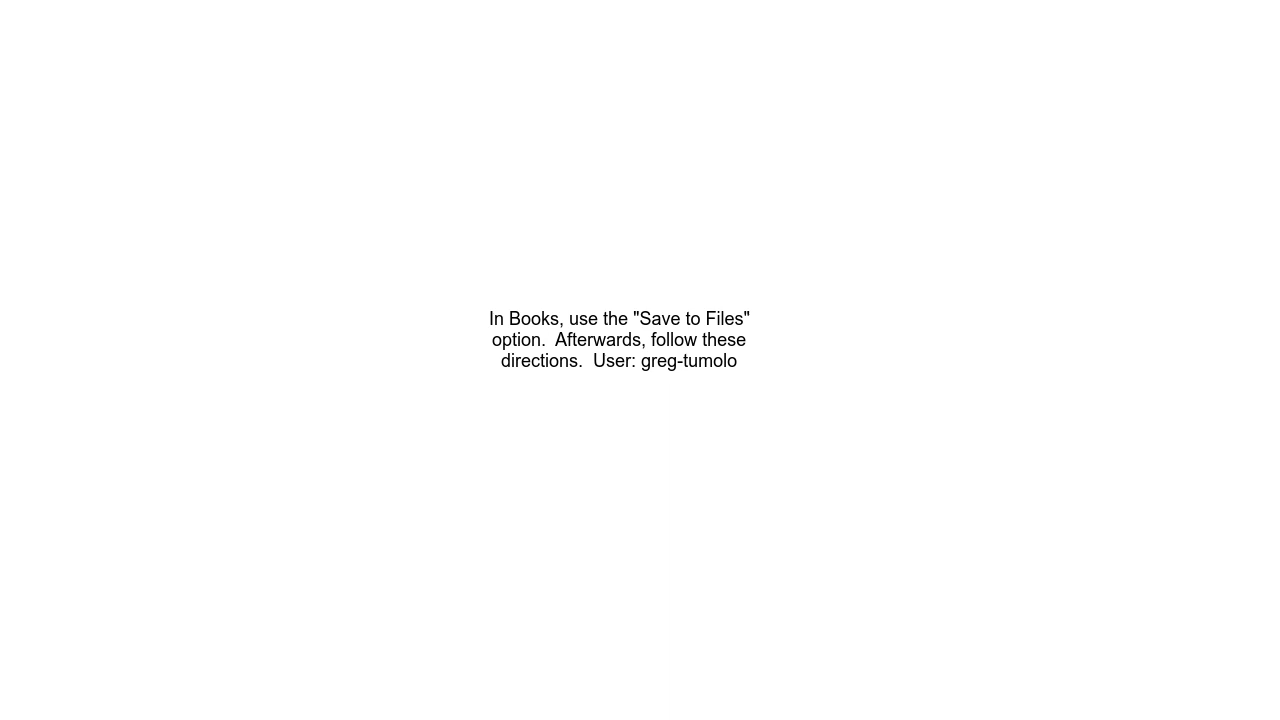 In Books, use the "Save to Files"
option.  Afterwards, follow these
directions.  User: greg-tumolo